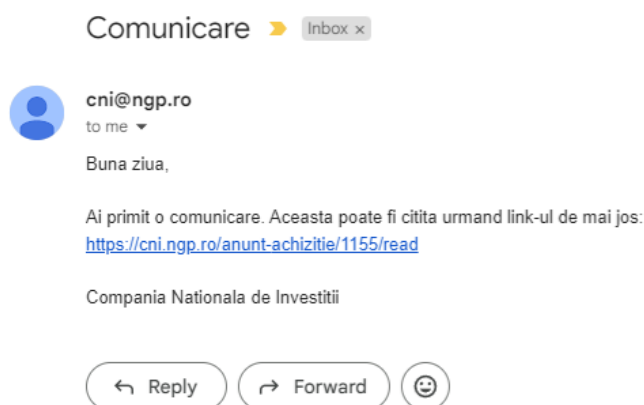 Comunicare Inbox ×
cni@ngp.ro
to me
Buna ziua,
Ai primit o comunicare. Aceasta poate fi citita urmand link-ul de mai jos:
https://cni.ngp.ro/anunt-achizitie/1155/read
Compania Nationala de Investitii
Reply Forward